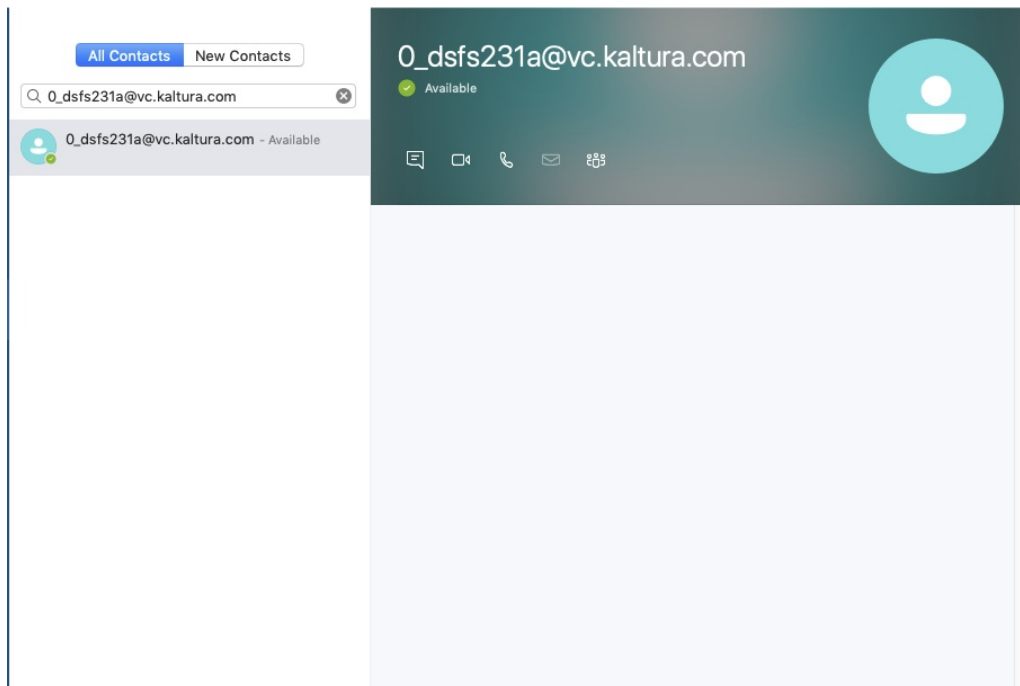 All Contacts New Contacts
0_dsfs231a@vc.kaltura.com
0_dsfs231a@vc.kaltura.com - Available
0_dsfs231a@vc.kaltura.com
Available